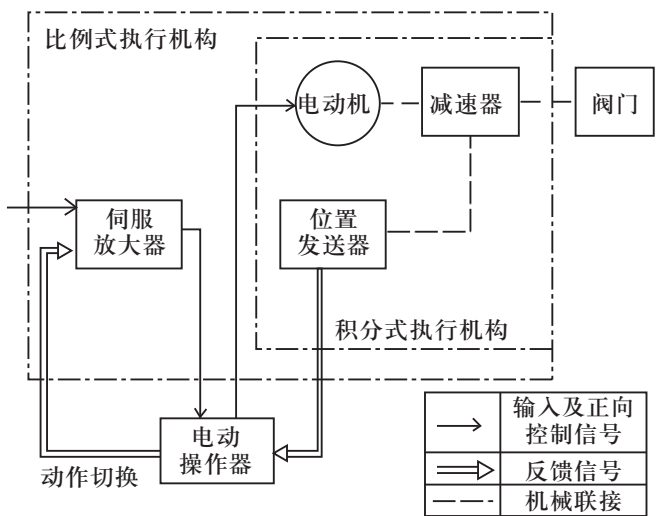 比例式执行机构
电动机
减速器
阀门
伺服
放大器
位置
发送器
积分式执行机构
电动
操作器
动作切换
输入及正向
控制信号
反馈信号
机械联接